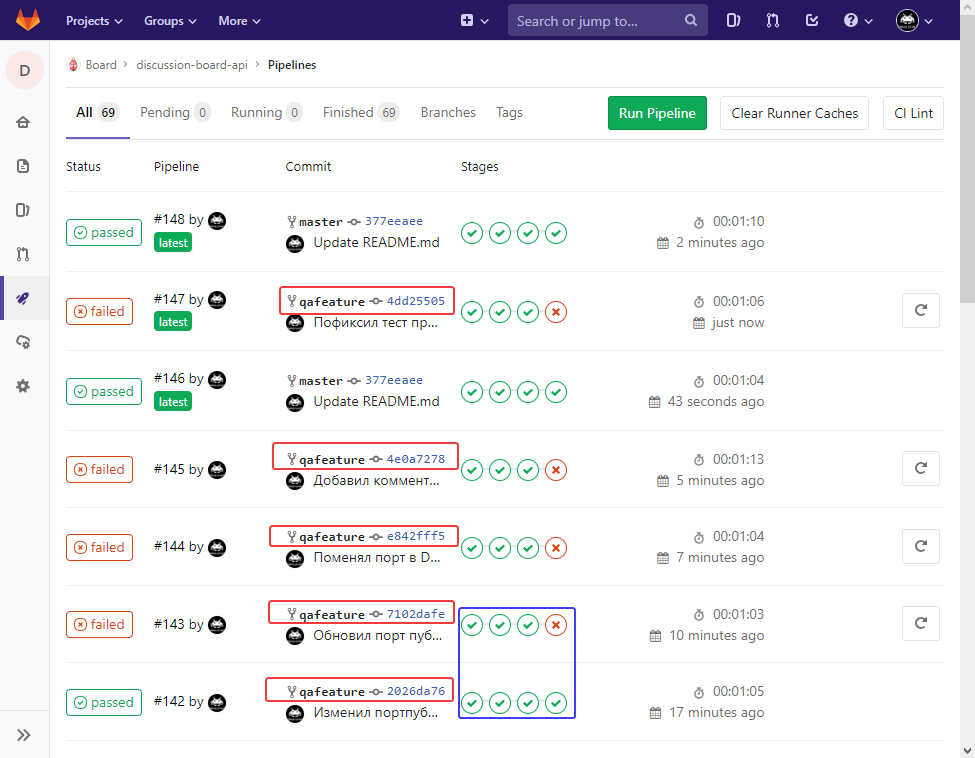 Projects Groups More Search or jump to...
D
Board > discussion-board-api > Pipelines
All 69 Pending 0 Running 0 Finished 69 Branches Tags Run Pipeline Clear Runner Caches CI Lint
Status Pipeline Commit Stages
passed #148 by master 377eeaee 00:01:10
latest Update README.md 2 minutes ago
failed #147 by qafeature 4dd25505 00:01:06
latest Пофиксил тест пр... just now
passed #146 by master 377eeaee 00:01:04
latest Update README.md 43 seconds ago
failed #145 by qafeature 4e0a7278 00:01:13
Добавил коммент... 5 minutes ago
failed #144 by qafeature e842fff5 00:01:04
Поменял порт в D... 7 minutes ago
failed #143 by qafeature 7102dafe 00:01:03
Обновил порт пуб... 10 minutes ago
passed #142 by qafeature 2026da76 00:01:05
Изменил портпуб... 17 minutes ago